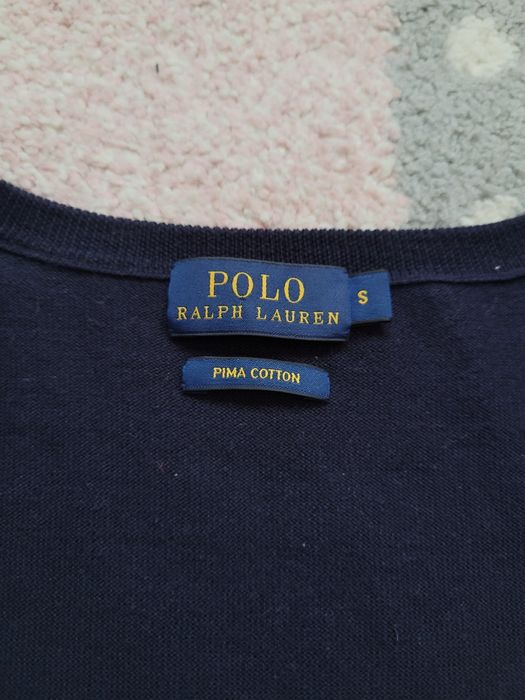 POLO
RALPH LAUREN
S
PIMA COTTON